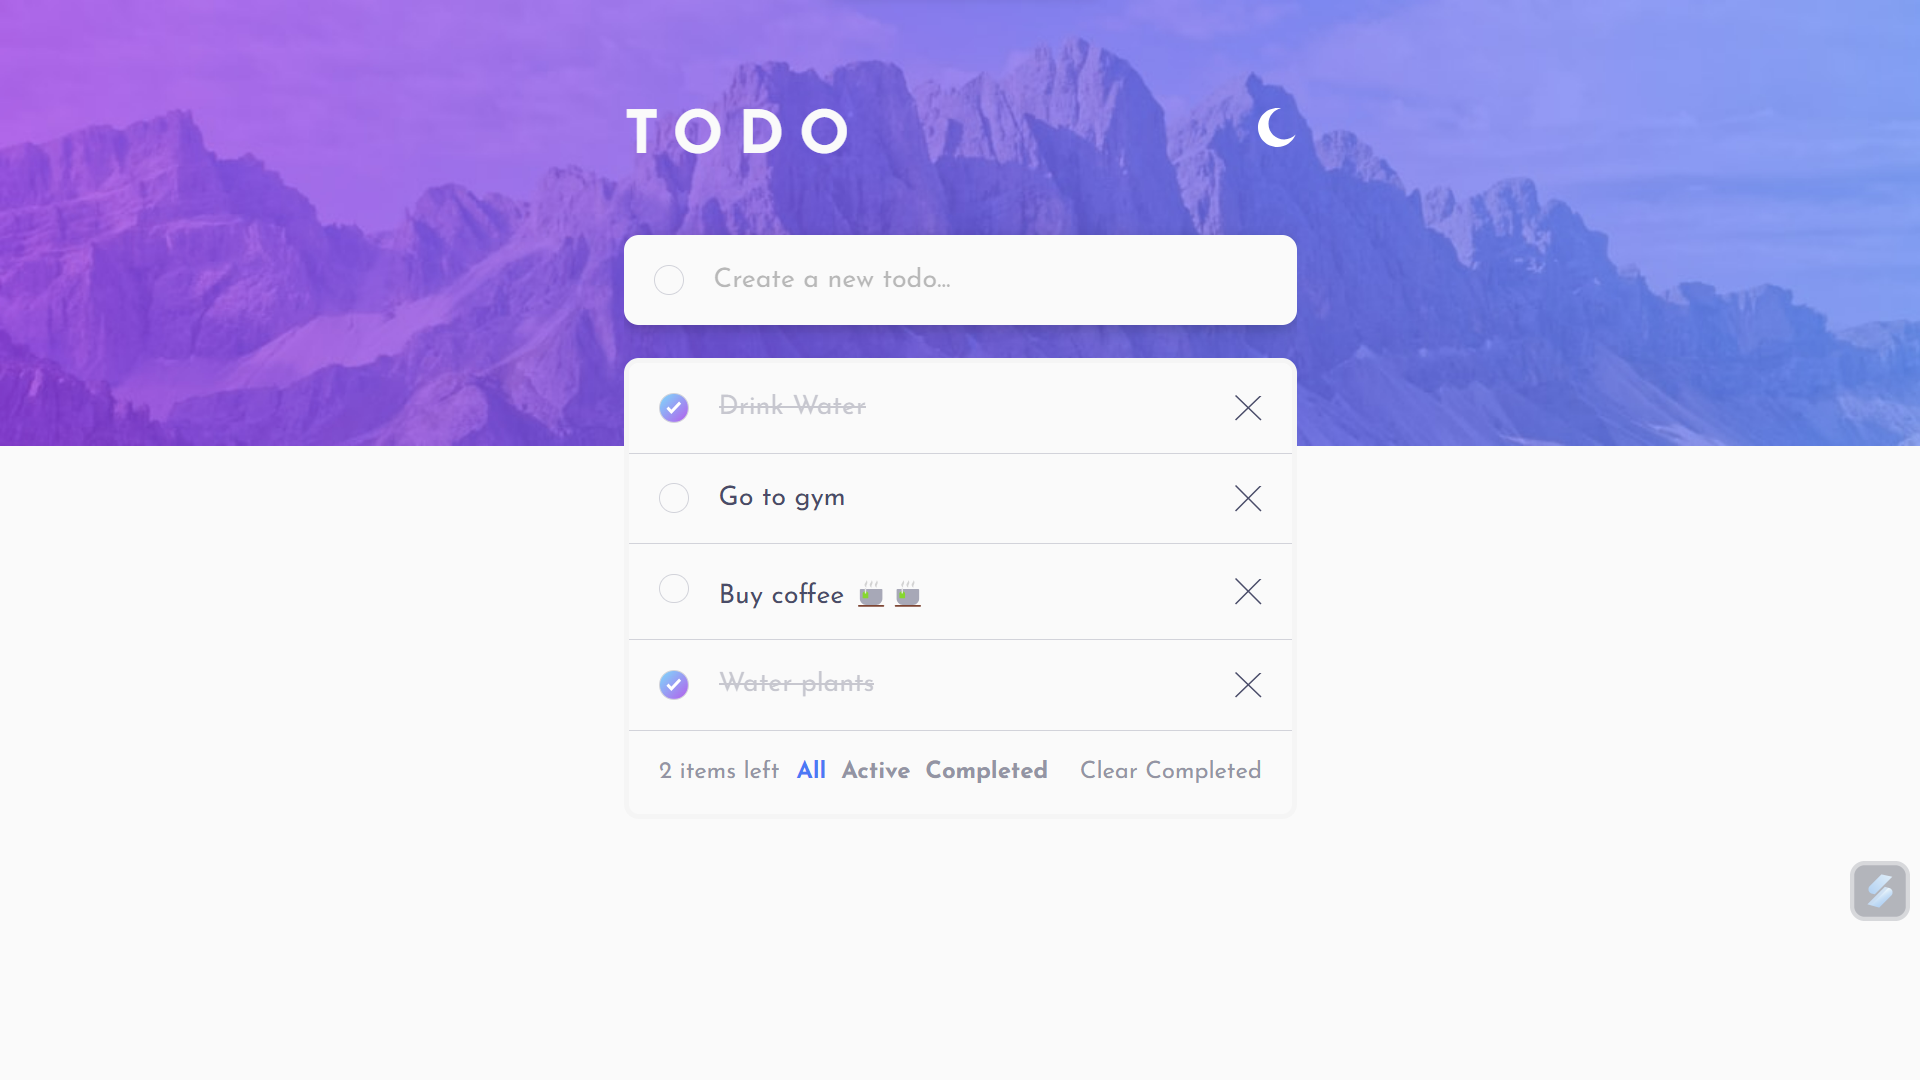 TODO
Create a new todo...
Drink Water
Go to gym
Buy coffee ☕ ☕
Water plants
2 items left All Active Completed Clear Completed